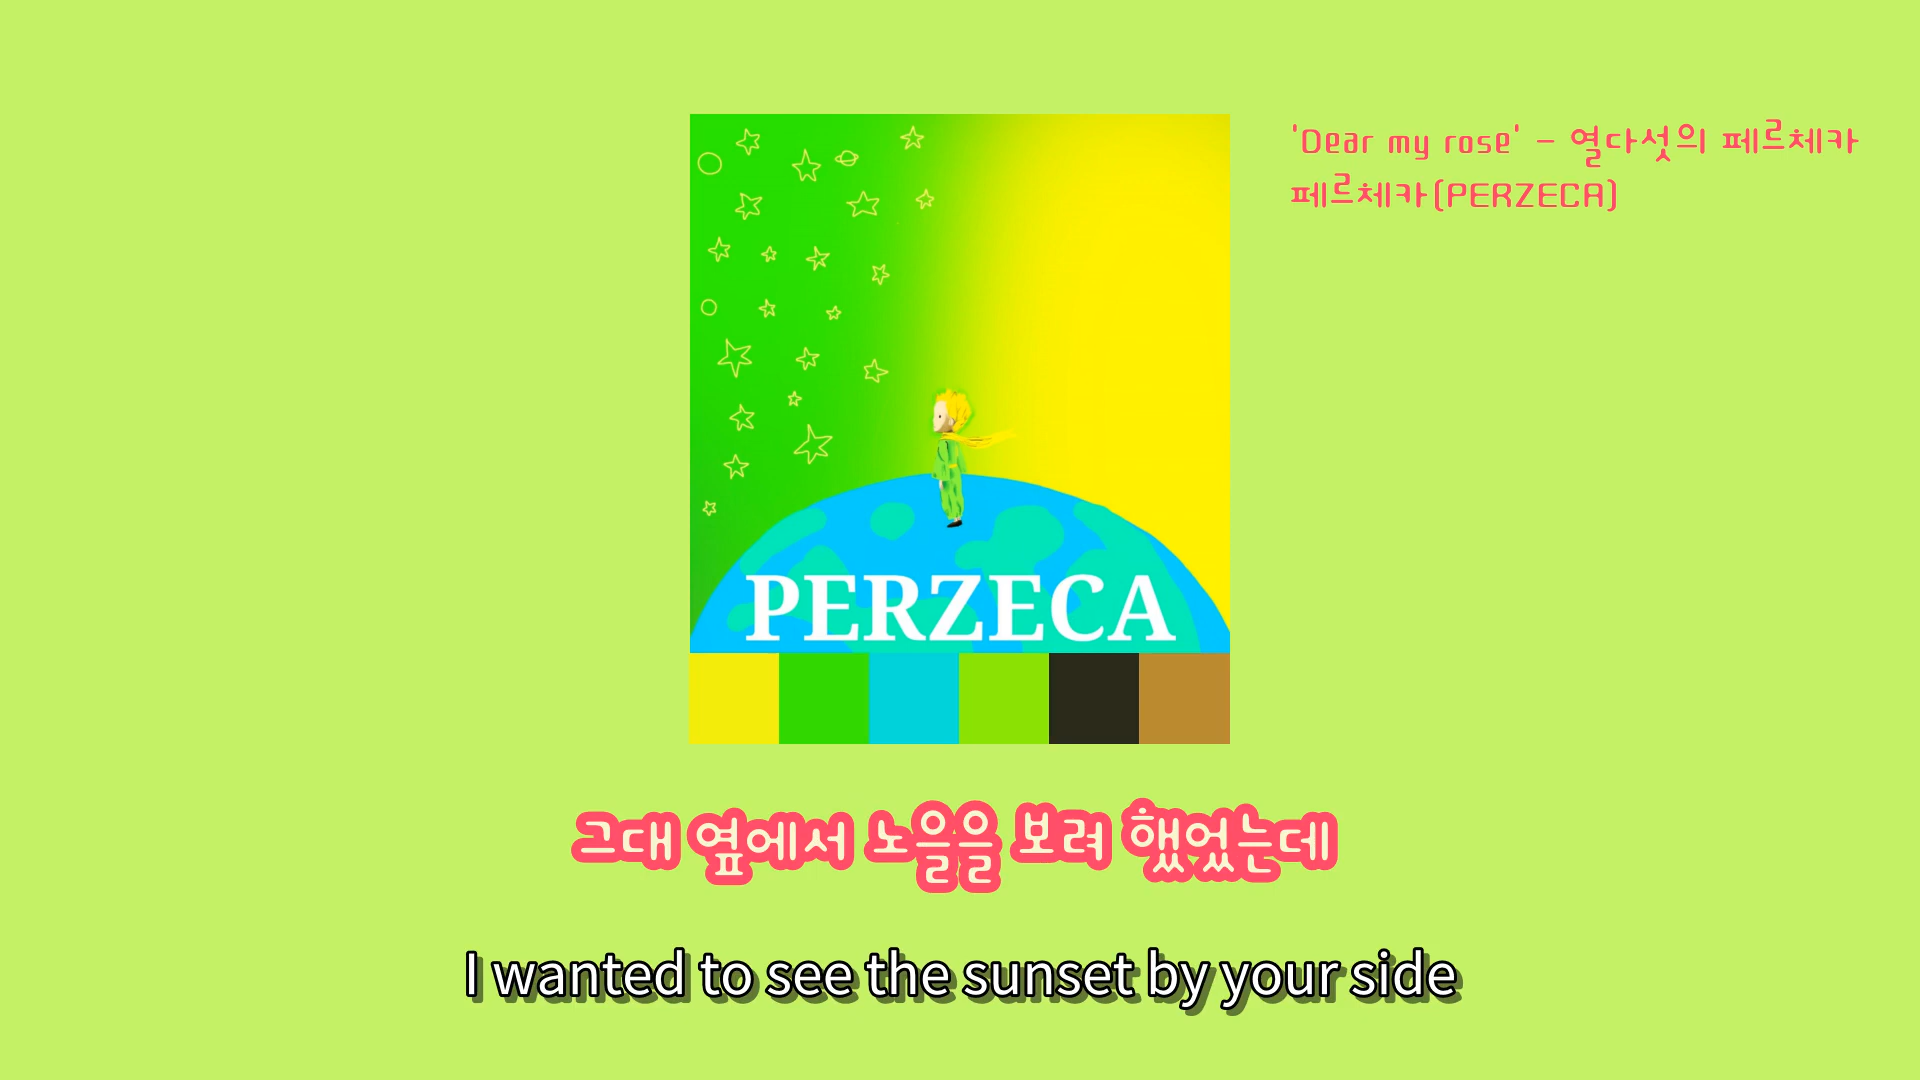 'Dear my rose' - 열다섯의 페르체카
페르체카(PERZECA)
PERZECA
그대 옆에서 노을을 보려 했었는데
I wanted to see the sunset by your side